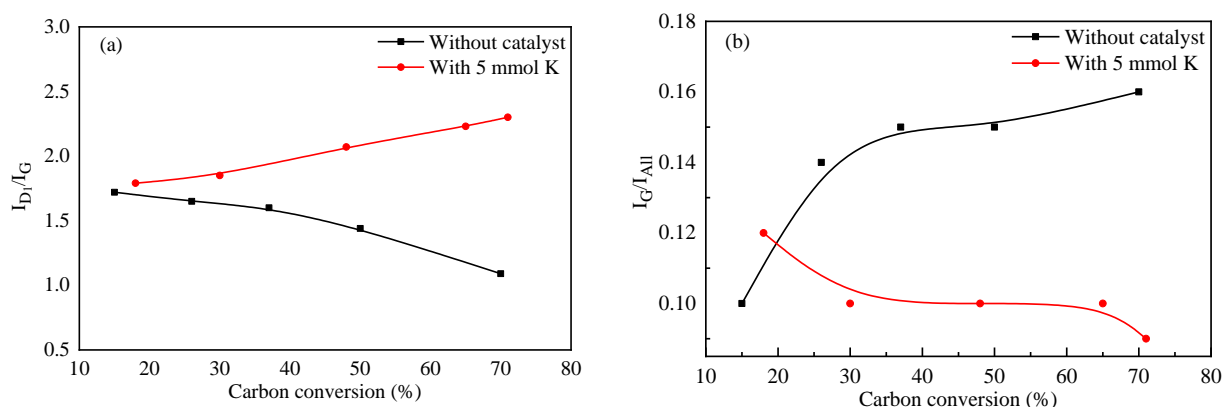 (a)
Without catalyst
With 5 mmol K
3.0
2.5
2.0
1.5
1.0
0.5
I_D1/I_G
10 20 30 40 50 60 70 80
Carbon conversion (%)
(b)
Without catalyst
With 5 mmol K
0.18
0.16
0.14
0.12
0.10
I_G/I_All
10 20 30 40 50 60 70 80
Carbon conversion (%)